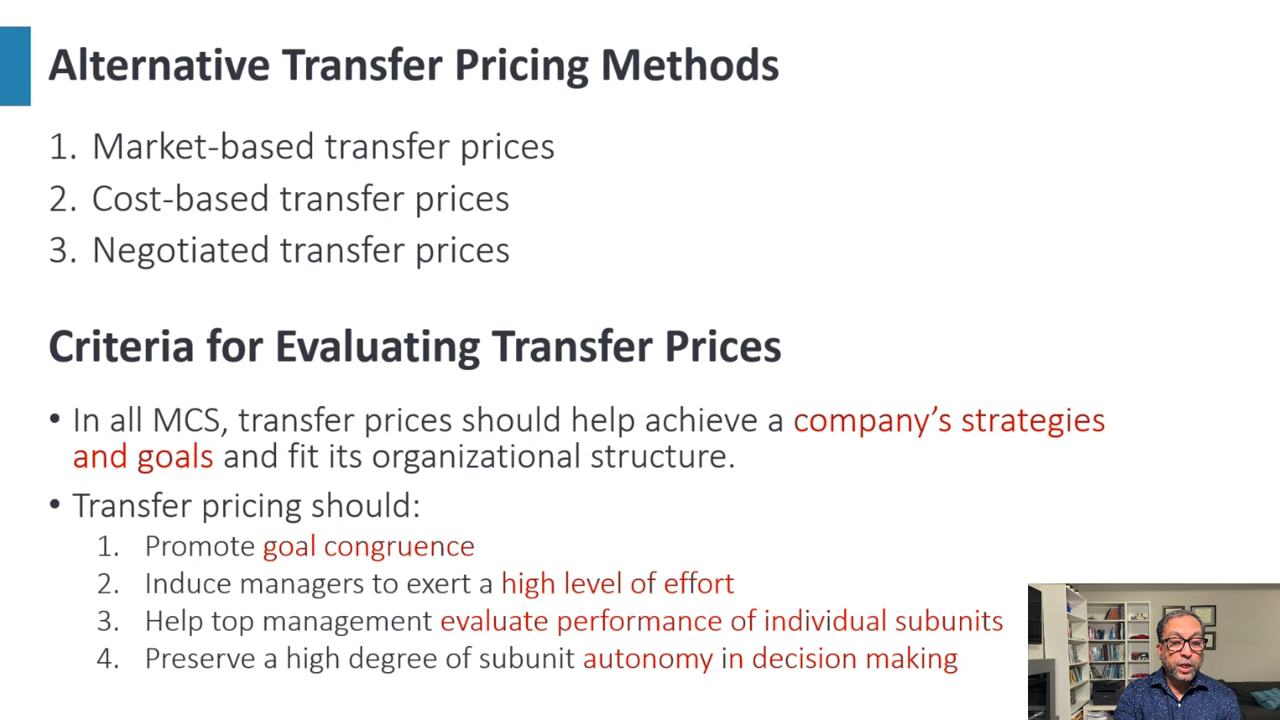 Alternative Transfer Pricing Methods
1. Market-based transfer prices
2. Cost-based transfer prices
3. Negotiated transfer prices
Criteria for Evaluating Transfer Prices
• In all MCS, transfer prices should help achieve a company’s strategies
and goals and fit its organizational structure.
• Transfer pricing should:
1. Promote goal congruence
2. Induce managers to exert a high level of effort
3. Help top management evaluate performance of individual subunits
4. Preserve a high degree of subunit autonomy in decision making